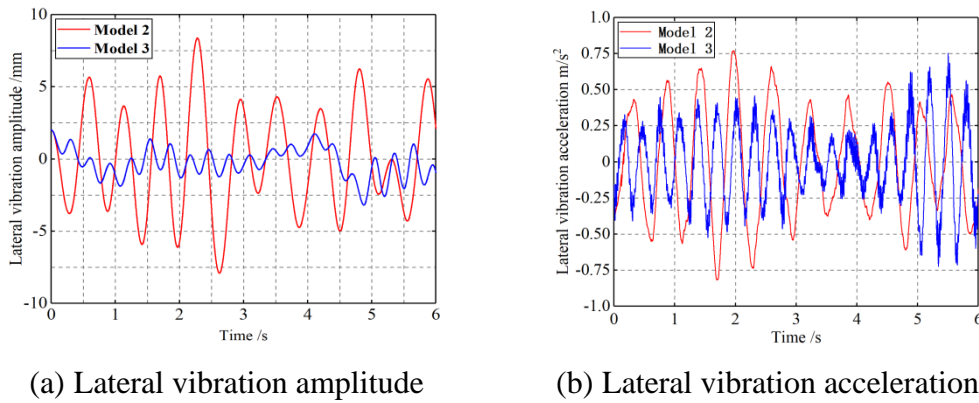 10
5
0
-5
-10
Lateral vibration amplitude /mm
Model 2
Model 3
0 1 2 3 4 5 6
Time /s
1.0
0.75
0.50
0.25
0
-0.25
-0.50
-0.75
-1.0
Lateral vibration acceleration m/s²
Model 2
Model 3
0 1 2 3 4 5 6
Time /s
(a) Lateral vibration amplitude
(b) Lateral vibration acceleration